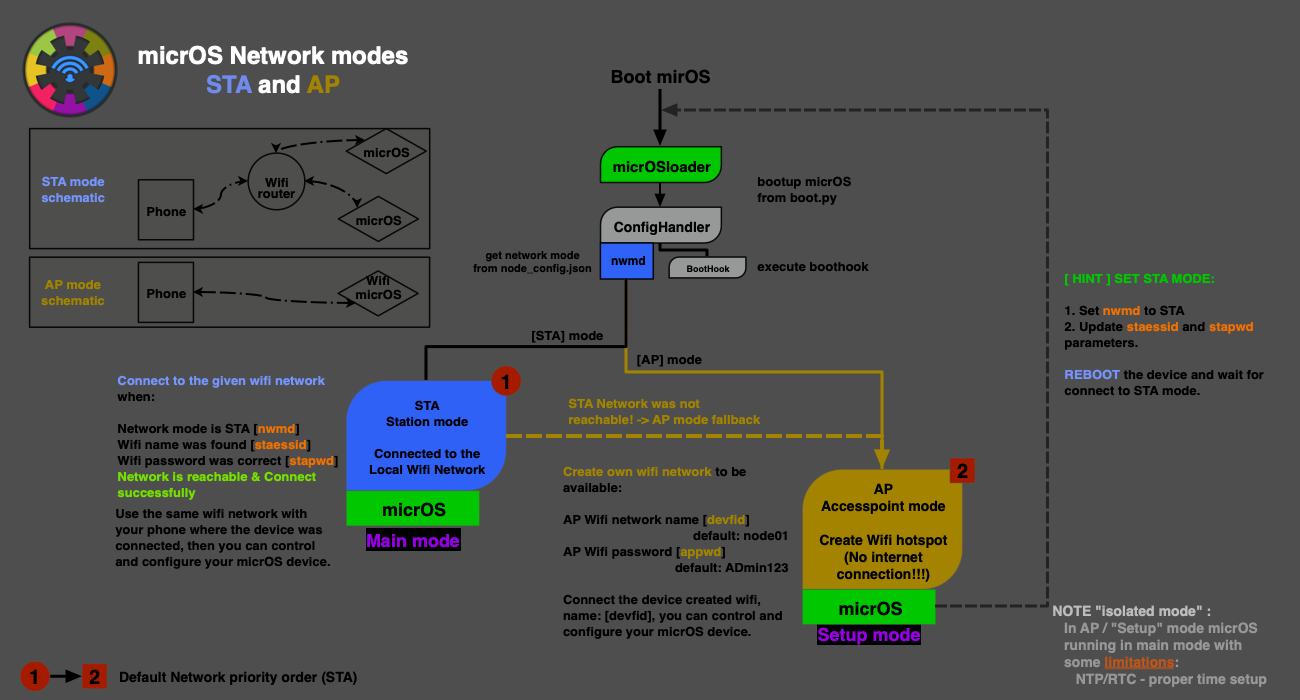 micrOS Network modes
STA and AP
STA mode
schematic
Phone
Wifi
router
micrOS
micrOS
AP mode
schematic
Phone
Wifi
micrOS
Boot mirOS
micrOSloader
bootup micrOS
from boot.py
ConfigHandler
get network mode
from node_config.json
nwmd
BootHook
execute boothook
[STA] mode
[AP] mode
[ HINT ] SET STA MODE:
1. Set nwmd to STA
2. Update staessid and stapwd
parameters.
REBOOT the device and wait for
connect to STA mode.
Connect to the given wifi network
when:
Network mode is STA [nwmd]
Wifi name was found [staessid]
Wifi password was correct [stapwd]
Network is reachable & Connect
successfully
Use the same wifi network with
your phone where the device was
connected, then you can control
and configure your micrOS device.
1
STA
Station mode
Connected to the
Local Wifi Network
micrOS
Main mode
STA Network was not
reachable! -> AP mode fallback
Create own wifi network to be
available:
AP Wifi network name [devfid]
default: node01
AP Wifi password [appwd]
default: ADmin123
Connect the device created wifi,
name: [devfid], you can control and
configure your micrOS device.
2
AP
Accesspoint mode
Create Wifi hotspot
(No internet
connection!!!)
micrOS
Setup mode
NOTE "isolated mode" :
In AP / "Setup" mode micrOS
running in main mode with
some limitations:
NTP/RTC - proper time setup
1 2 Default Network priority order (STA)